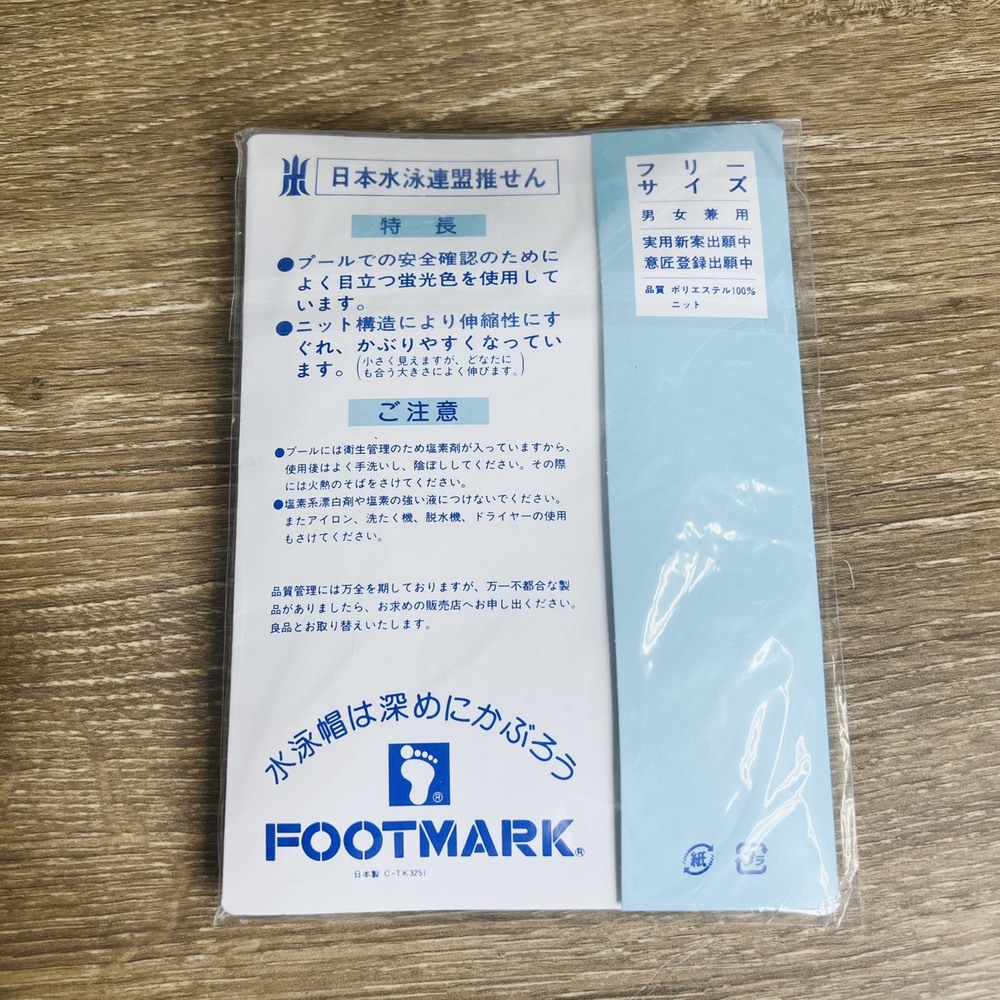 日本水泳連盟推せん
特長
●プールでの安全確認のために
よく目立つ蛍光色を使用して
います。
●ニット構造により伸縮性にす
ぐれ、かぶりやすくなってい
ます。(小さく見えますが、どなたに
も合う大きさによく伸びます。)
ご注意
●プールには衛生管理のため塩素剤が入っていますから、
使用後はよく手洗いし、陰ぼししてください。その際
には火熱のそばをさけてください。
●塩素系漂白剤や塩素の強い液につけないでください。
またアイロン、洗たく機、脱水機、ドライヤーの使用
もさけてください。
品質管理には万全を期しておりますが、万一不都合な製
品がありましたら、お求めの販売店へお申し出ください。
良品とお取り替えいたします。
水泳帽は深めにかぶろう
®
FOOTMARK®
日本製 C・TK3251
フリー
サイズ
男女兼用
実用新案出願中
意匠登録出願中
品質 ポリエステル100%
ニット
紙
プラ